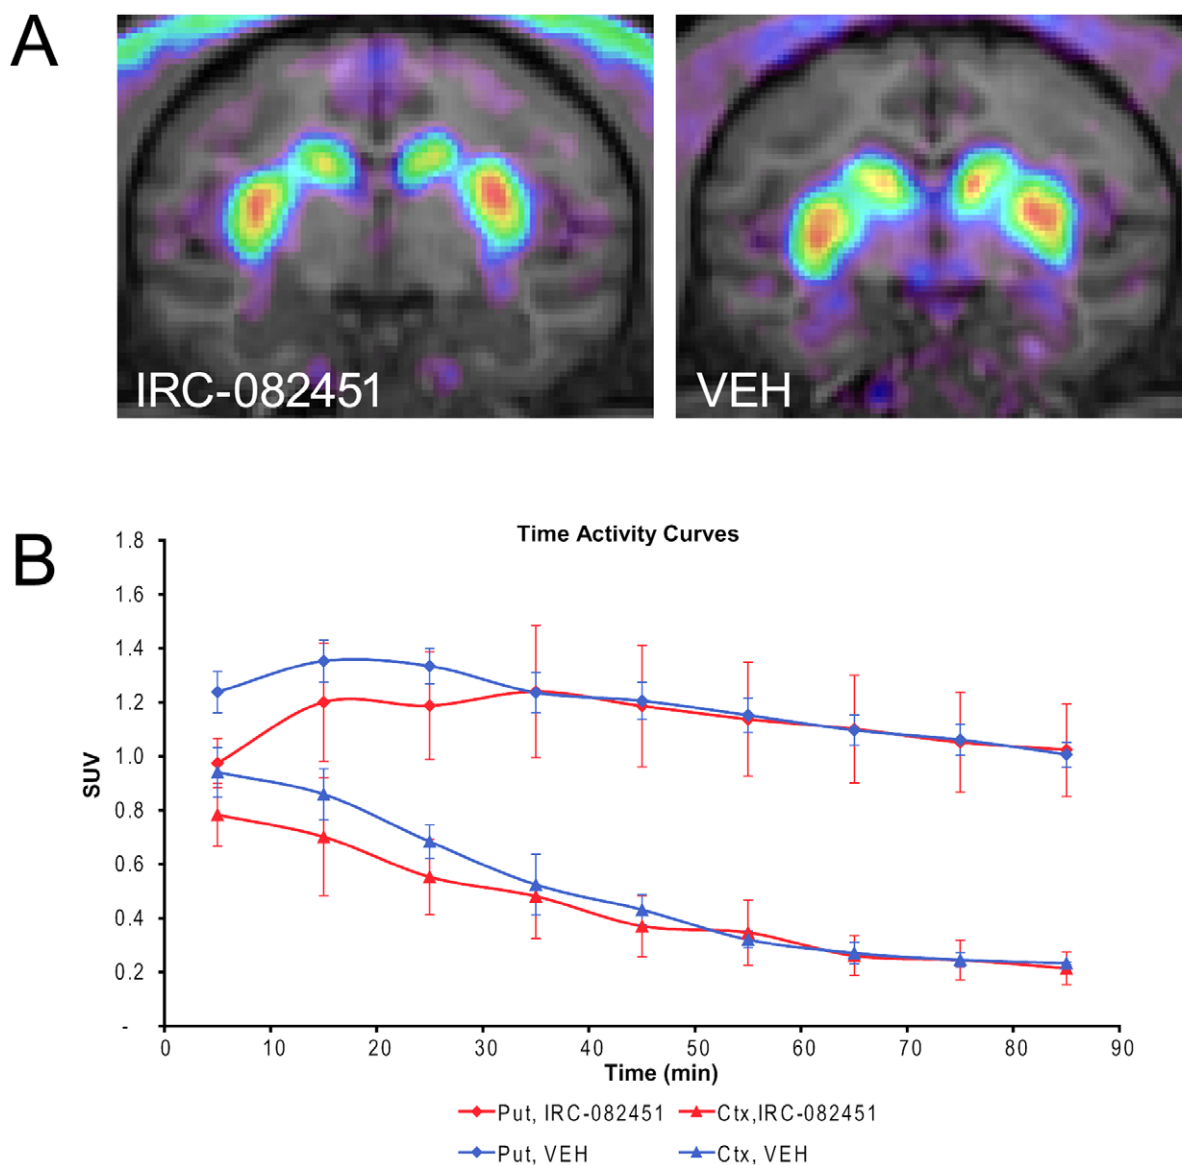 A
IRC-082451
VEH
B
Time Activity Curves
1.8
1.6
1.4
1.2
1.0
0.8
0.6
0.4
0.2
-
SUV
0 10 20 30 40 50 60 70 80 90
Time (min)
Put, IRC-082451 Ctx,IRC-082451
Put, VEH Ctx, VEH